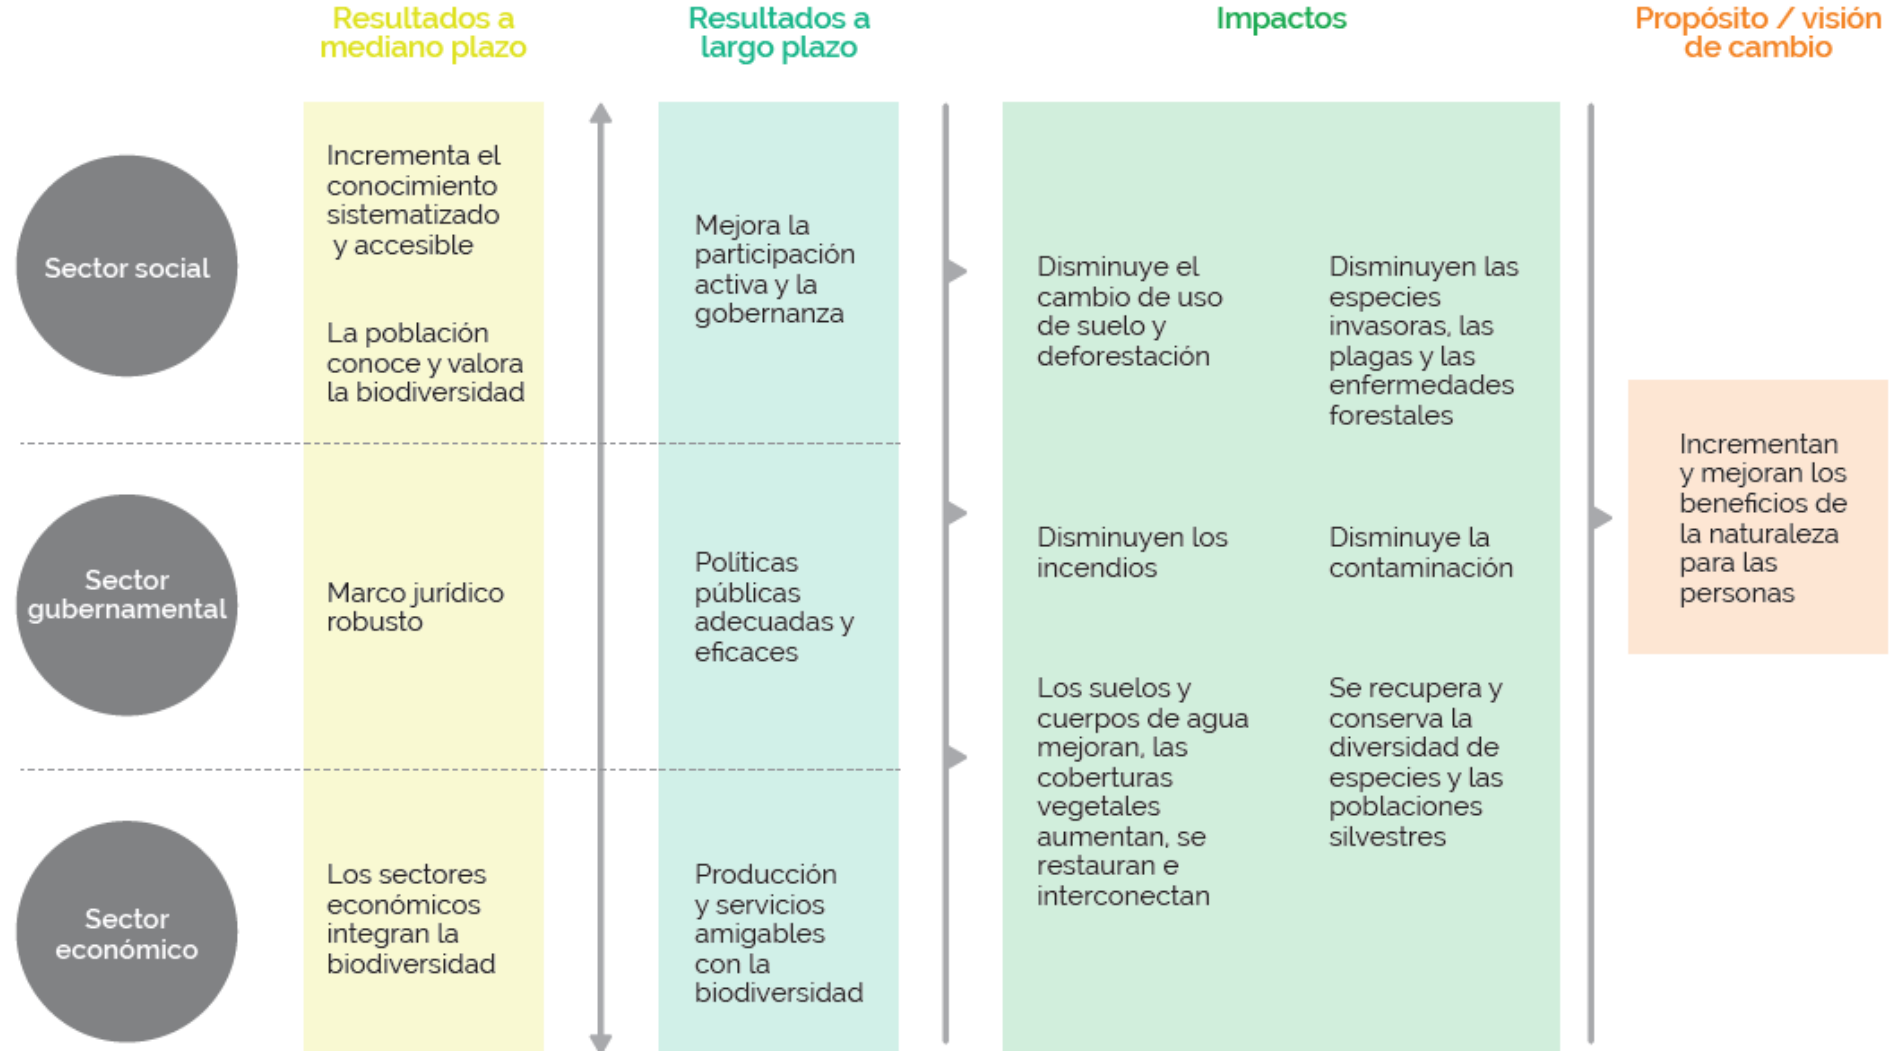 Resultados a
mediano plazo
Resultados a
largo plazo
Impactos
Propósito / visión
de cambio
Sector social
Incrementa el
conocimiento
sistematizado
y accesible
La población
conoce y valora
la biodiversidad
Mejora la
participación
activa y la
gobernanza
Sector
gubernamental
Marco jurídico
robusto
Políticas
públicas
adecuadas y
eficaces
Sector
económico
Los sectores
económicos
integran la
biodiversidad
Producción
y servicios
amigables
con la
biodiversidad
Disminuye el
cambio de uso
de suelo y
deforestación
Disminuyen las
especies
invasoras, las
plagas y las
enfermedades
forestales
Disminuyen los
incendios
Disminuye la
contaminación
Los suelos y
cuerpos de agua
mejoran, las
coberturas
vegetales
aumentan, se
restauran e
interconectan
Se recupera y
conserva la
diversidad de
especies y las
poblaciones
silvestres
Incrementan
y mejoran los
beneficios de
la naturaleza
para las
personas